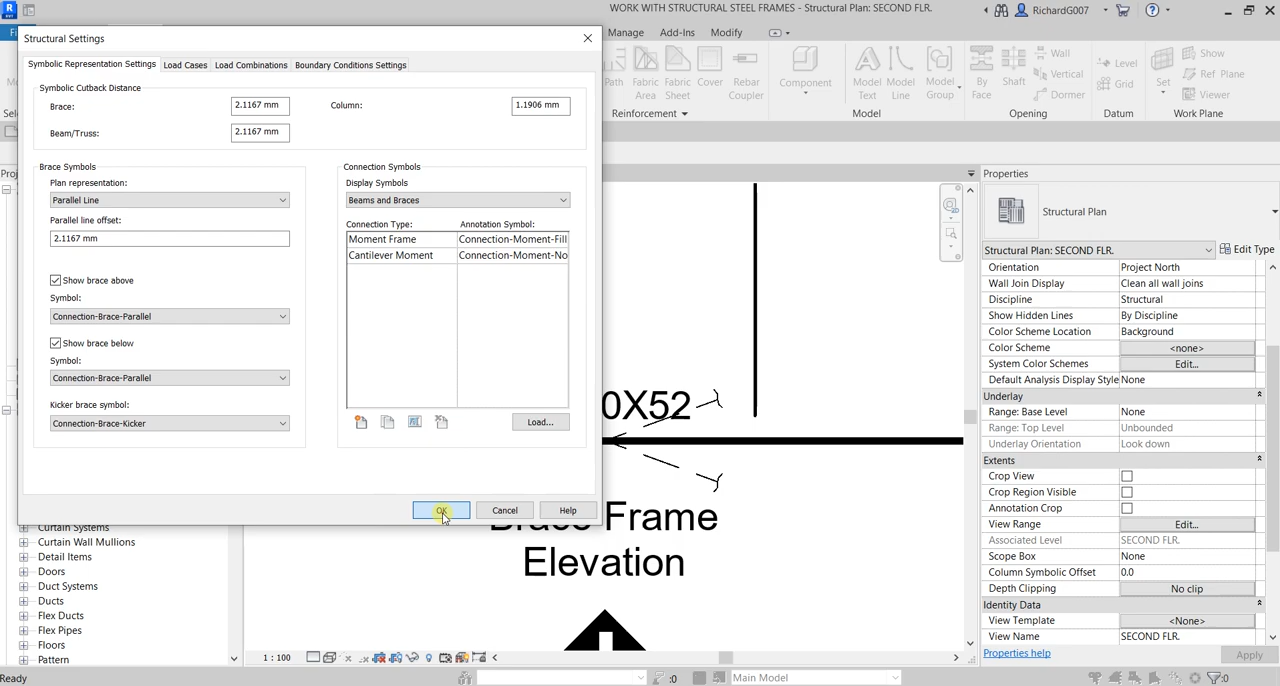 WORK WITH STRUCTURAL STEEL FRAMES - Structural Plan: SECOND FLR.
RichardG007
Structural Settings
Manage Add-Ins Modify
Symbolic Representation Settings Load Cases Load Combinations Boundary Conditions Settings
Symbolic Cutback Distance
Brace: 2.1167 mm Column: 1.1906 mm
Beam/Truss: 2.1167 mm
Brace Symbols
Plan representation:
Parallel Line
Parallel line offset:
2.1167 mm
Show brace above
Symbol:
Connection-Brace-Parallel
Show brace below
Symbol:
Connection-Brace-Parallel
Kicker brace symbol:
Connection-Brace-Kicker
Connection Symbols
Display Symbols
Beams and Braces
Connection Type: Annotation Symbol:
Moment Frame Connection-Moment-Fill
Cantilever Moment Connection-Moment-No
Load...
OK Cancel Help
Path Fabric Area Fabric Sheet Cover Rebar Coupler
Reinforcement
Component
Model Text Model Line Model Group
Model
By Face Shaft Wall Vertical Dormer
Opening
Level Grid
Datum
Set Show Ref Plane Viewer
Work Plane
0X52
Brace Frame
Elevation
Curtain Systems
Curtain Wall Mullions
Detail Items
Doors
Duct Systems
Ducts
Flex Ducts
Flex Pipes
Floors
Pattern
Properties
Structural Plan
Structural Plan: SECOND FLR. Edit Type
Orientation Project North
Wall Join Display Clean all wall joins
Discipline Structural
Show Hidden Lines By Discipline
Color Scheme Location Background
Color Scheme <none>
System Color Schemes Edit...
Default Analysis Display Style None
Underlay
Range: Base Level None
Range: Top Level Unbounded
Underlay Orientation Look down
Extents
Crop View
Crop Region Visible
Annotation Crop
View Range Edit...
Associated Level SECOND FLR.
Scope Box None
Column Symbolic Offset 0.0
Depth Clipping No clip
Identity Data
View Template <None>
View Name SECOND FLR.
Properties help Apply
1 : 100
Ready :0 Main Model :0